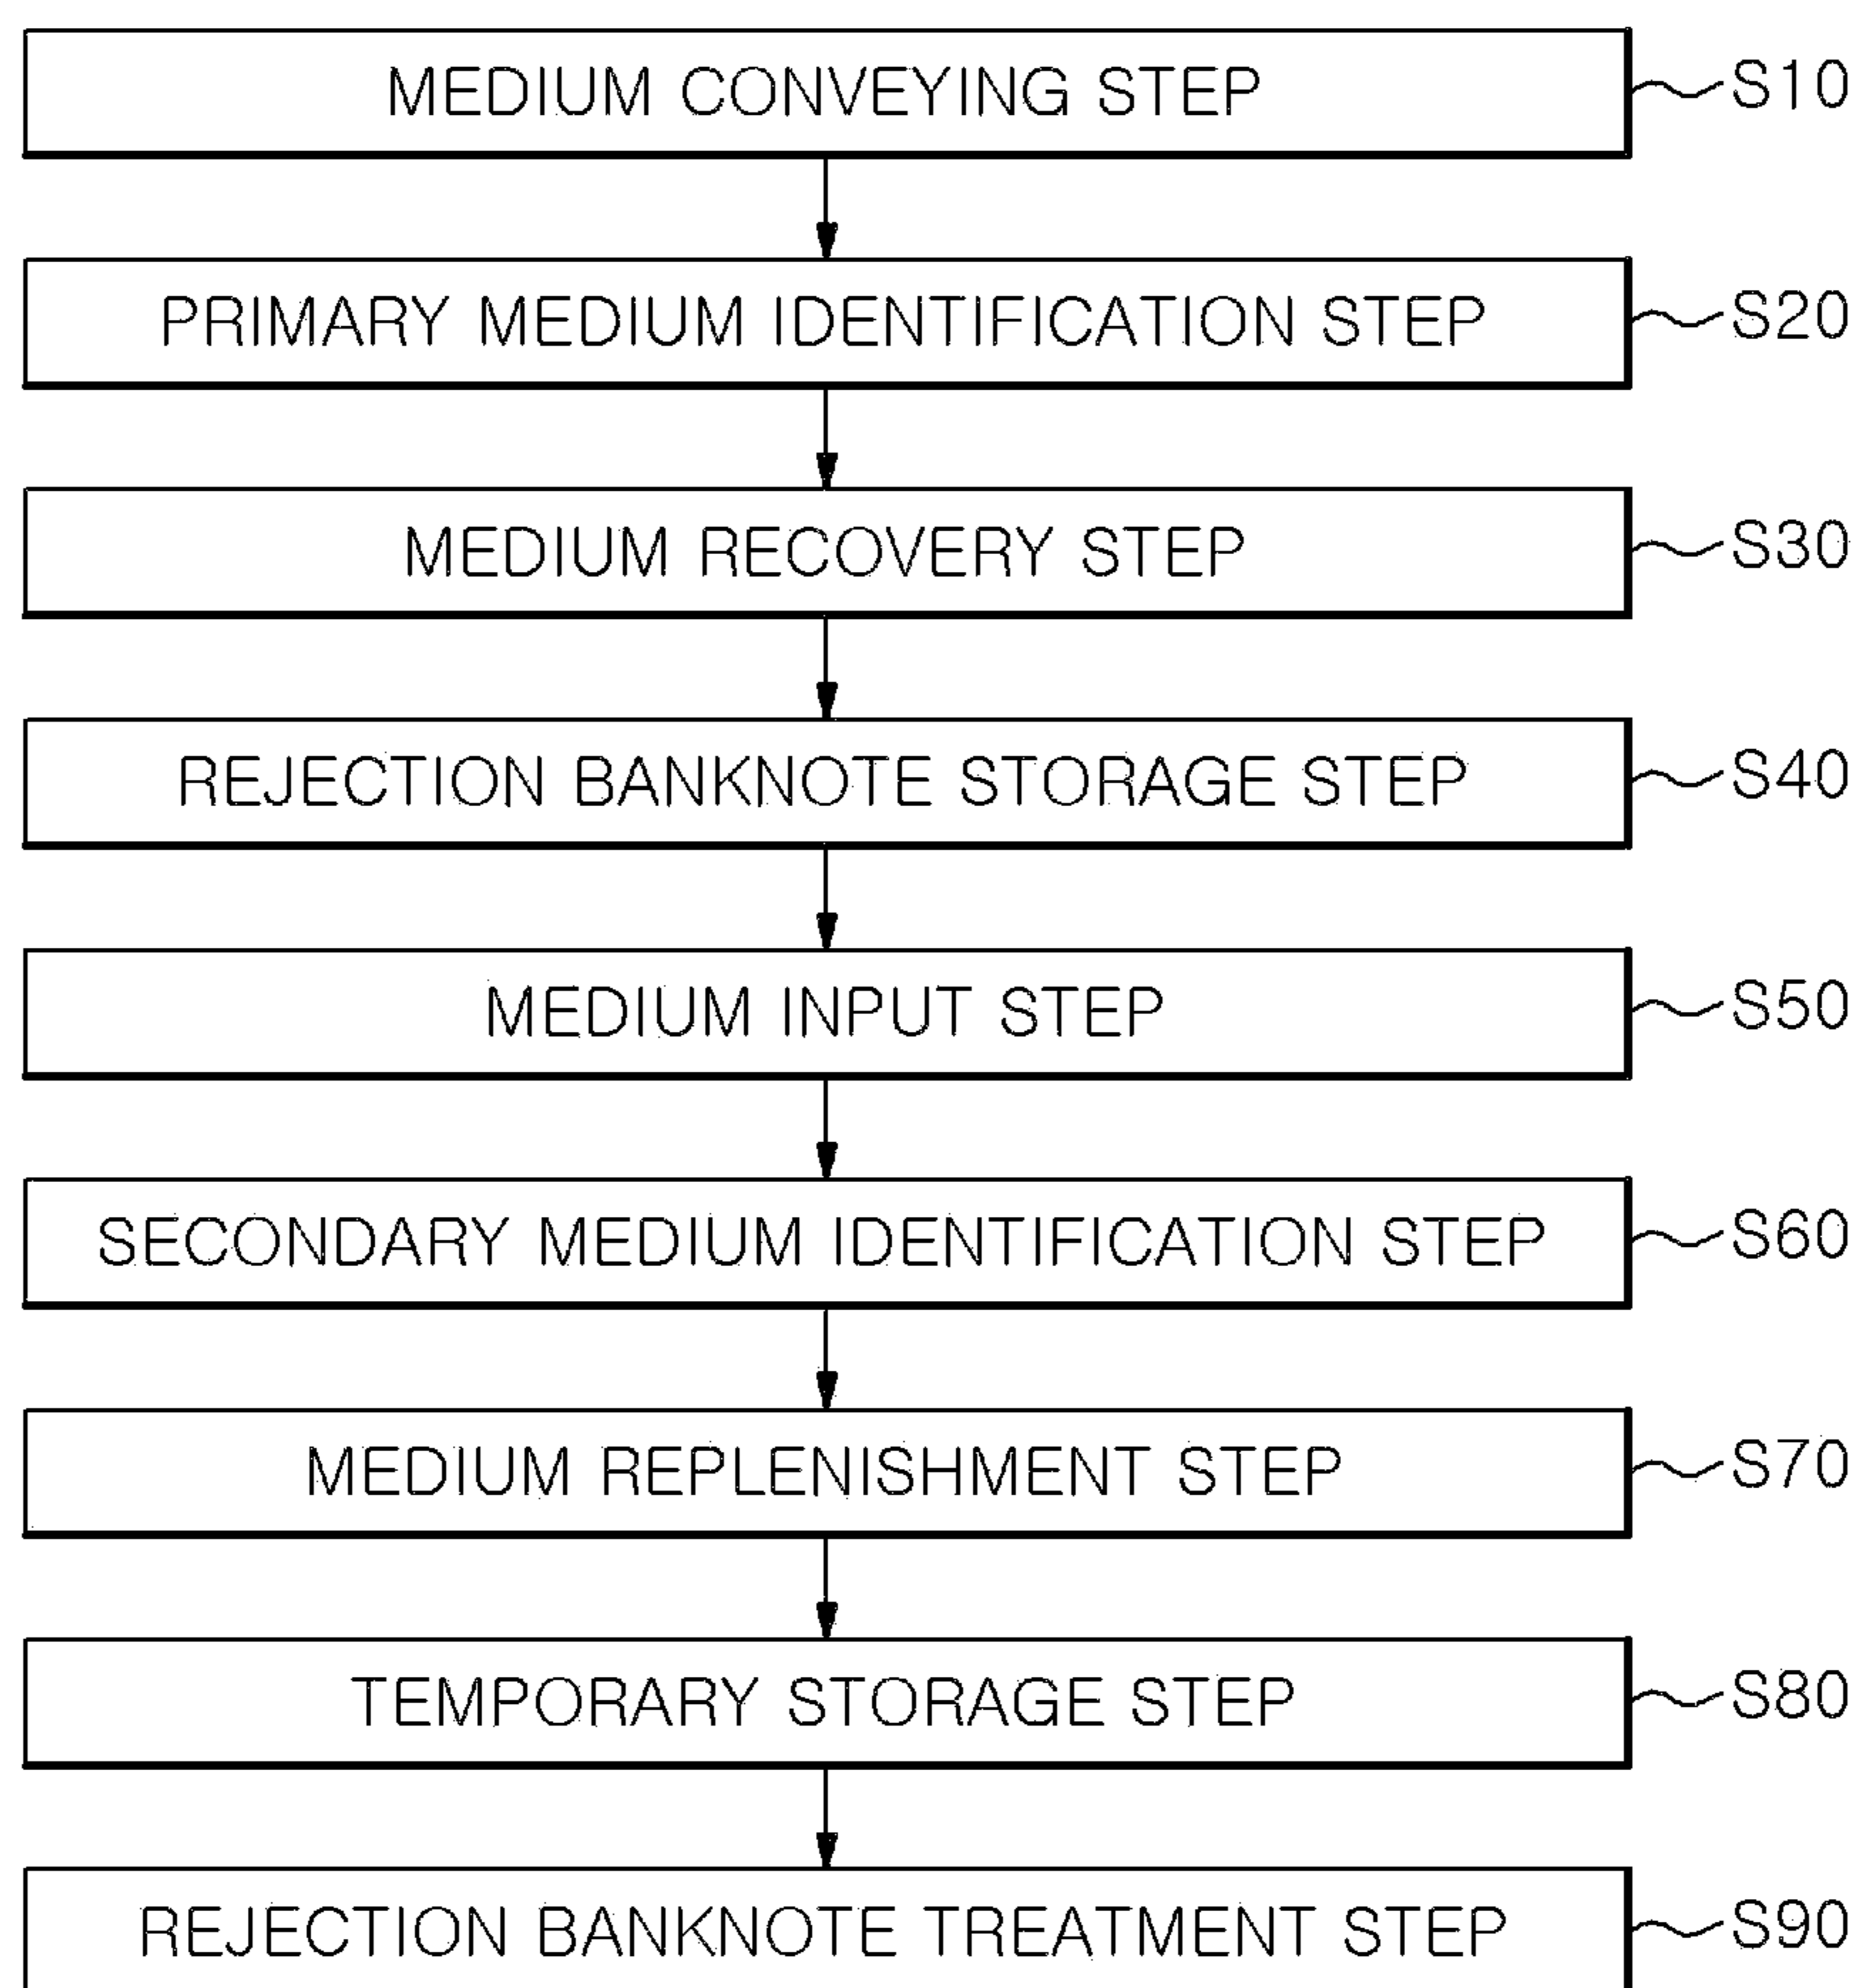 MEDIUM CONVEYING STEP S10
PRIMARY MEDIUM IDENTIFICATION STEP S20
MEDIUM RECOVERY STEP S30
REJECTION BANKNOTE STORAGE STEP S40
MEDIUM INPUT STEP S50
SECONDARY MEDIUM IDENTIFICATION STEP S60
MEDIUM REPLENISHMENT STEP S70
TEMPORARY STORAGE STEP S80
REJECTION BANKNOTE TREATMENT STEP S90